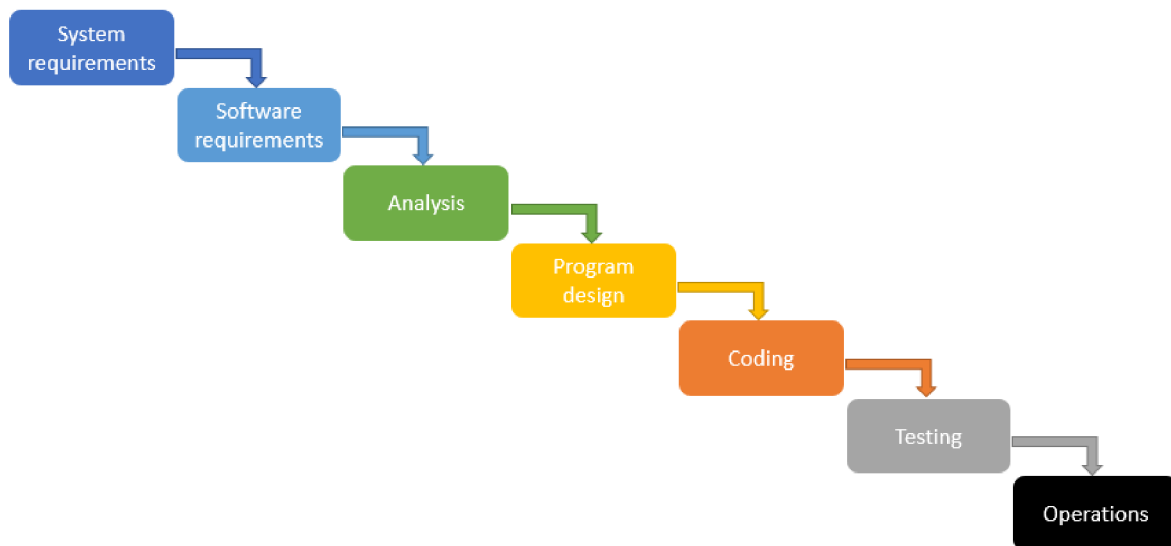 System
requirements
Software
requirements
Analysis
Program
design
Coding
Testing
Operations